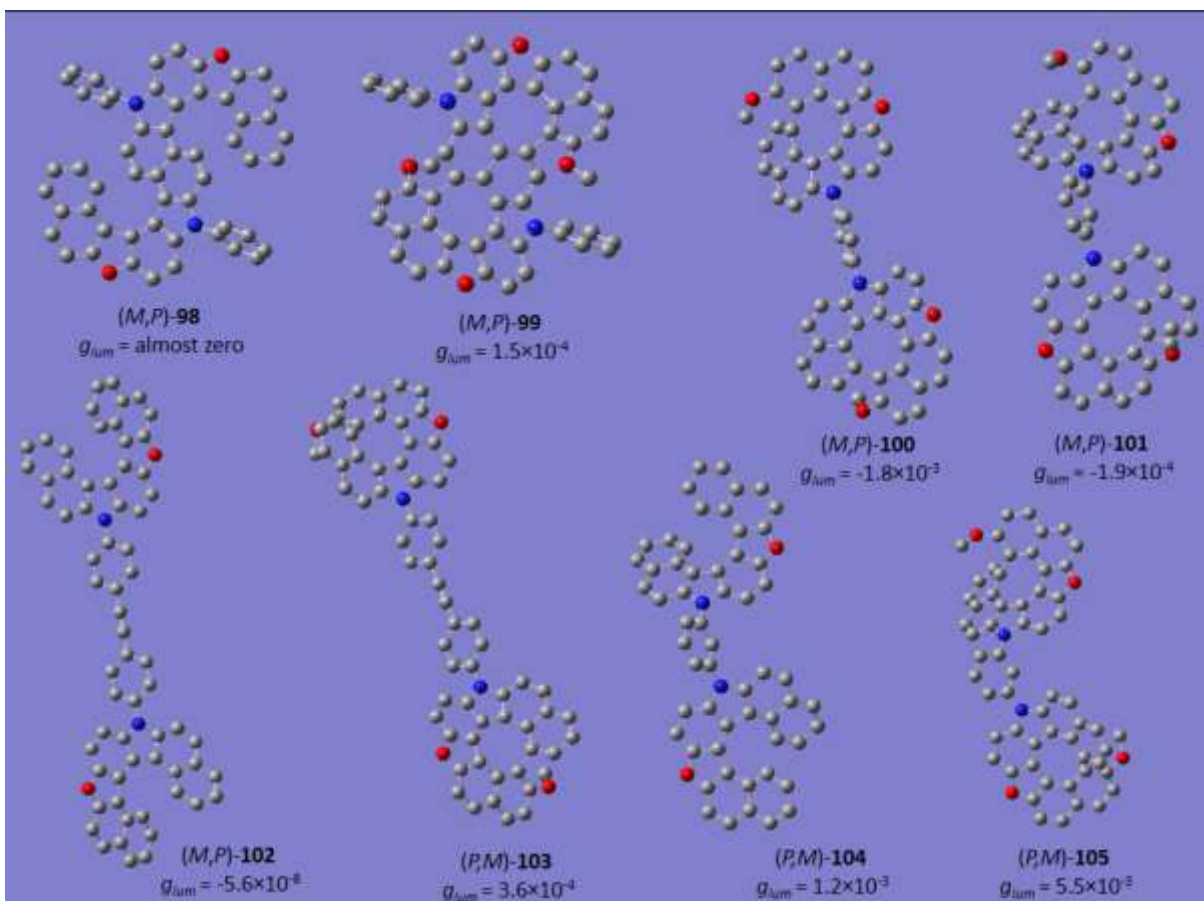 (M,P)-98
g_lum = almost zero
(M,P)-99
g_lum = 1.5×10⁻⁴
(M,P)-100
g_lum = -1.8×10⁻³
(M,P)-101
g_lum = -1.9×10⁻⁴
(M,P)-102
g_lum = -5.6×10⁻⁸
(P,M)-103
g_lum = 3.6×10⁻⁴
(P,M)-104
g_lum = 1.2×10⁻³
(P,M)-105
g_lum = 5.5×10⁻³